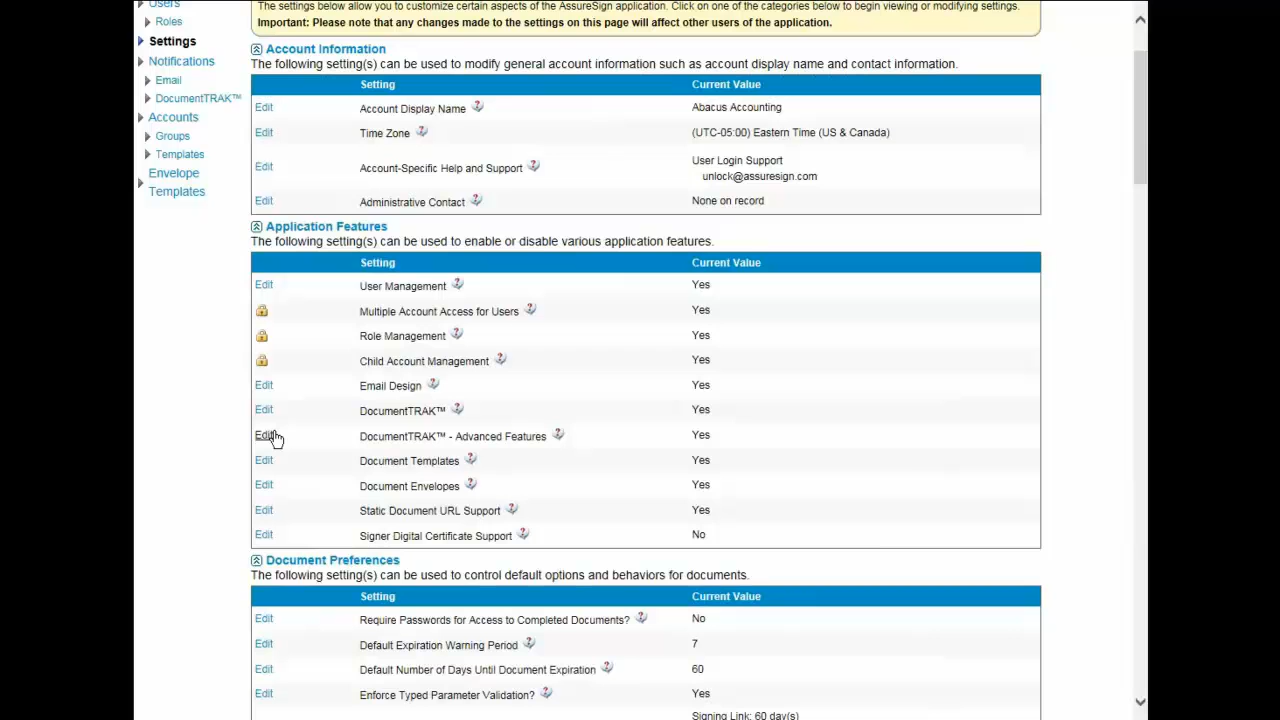 Users
The settings below allow you to customize certain aspects of the AssureSign application. Click on one of the categories below to begin viewing or modifying settings.
Roles
Important: Please note that any changes made to the settings on this page will affect other users of the application.
Settings
Notifications
Email
DocumentTRAK™
Accounts
Groups
Templates
Envelope
Templates
Account Information
The following setting(s) can be used to modify general account information such as account display name and contact information.
Setting Current Value
Edit Account Display Name Abacus Accounting
Edit Time Zone (UTC-05:00) Eastern Time (US & Canada)
Edit Account-Specific Help and Support User Login Support
unlock@assuresign.com
Edit Administrative Contact None on record
Application Features
The following setting(s) can be used to enable or disable various application features.
Setting Current Value
Edit User Management Yes
Multiple Account Access for Users Yes
Role Management Yes
Child Account Management Yes
Edit Email Design Yes
Edit DocumentTRAK™ Yes
Edit DocumentTRAK™ - Advanced Features Yes
Edit Document Templates Yes
Edit Document Envelopes Yes
Edit Static Document URL Support Yes
Edit Signer Digital Certificate Support No
Document Preferences
The following setting(s) can be used to control default options and behaviors for documents.
Setting Current Value
Edit Require Passwords for Access to Completed Documents? No
Edit Default Expiration Warning Period 7
Edit Default Number of Days Until Document Expiration 60
Edit Enforce Typed Parameter Validation? Yes
Signing Link: 60 day(s)